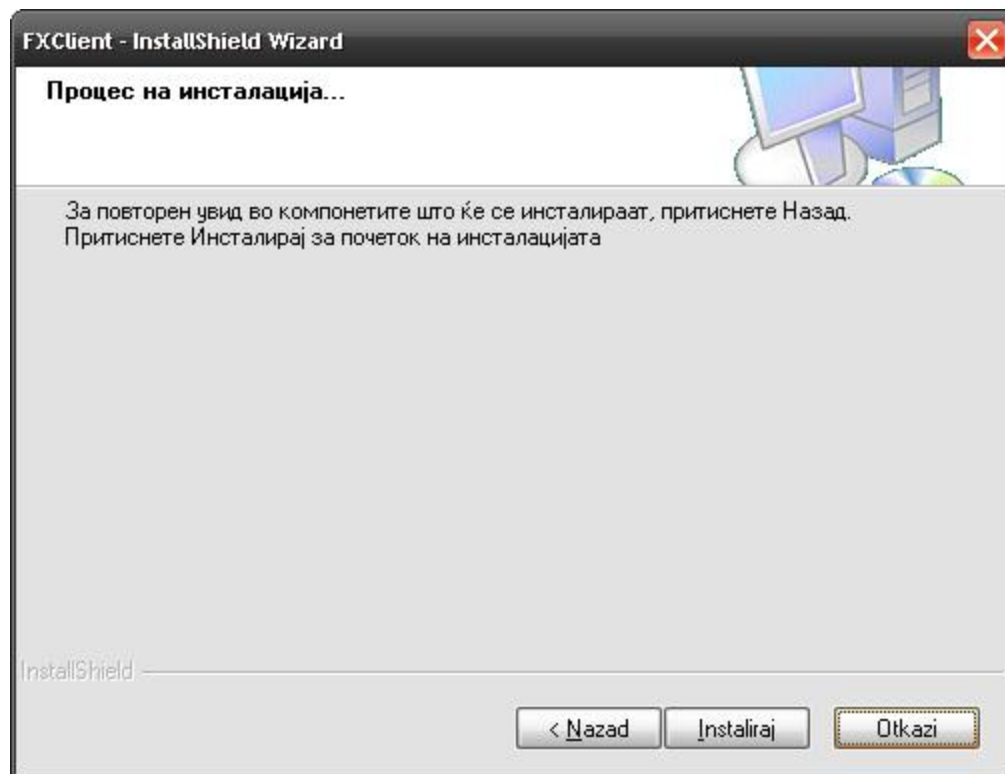 FXClient - InstallShield Wizard
Процес на инсталација...
За повторен увид во компонетите што ќе се инсталираат, притиснете Назад.
Притиснете Инсталирај за почеток на инсталацијата
InstallShield
< Nazad
Instaliraj
Otkazi